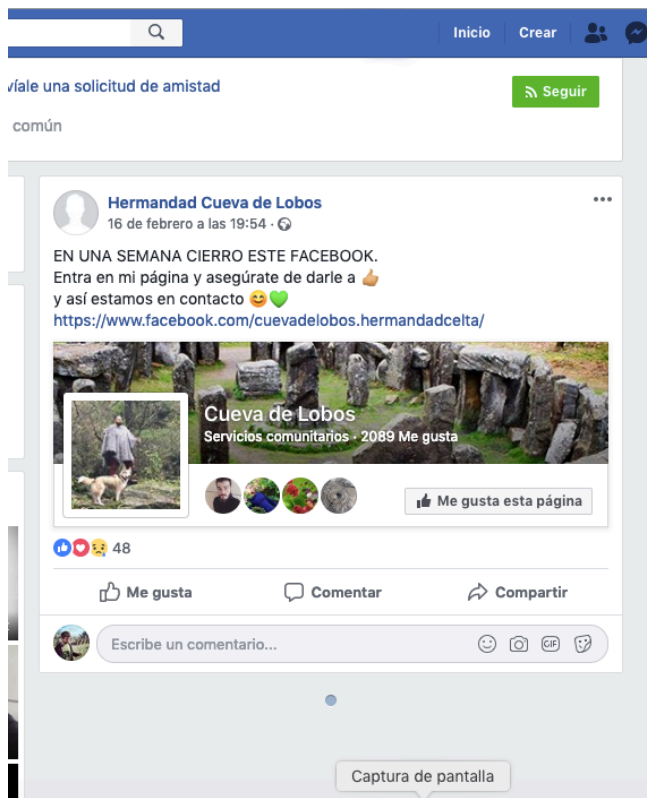 Inicio
Crear
víale una solicitud de amistad
Seguir
común
Hermandad Cueva de Lobos
16 de febrero a las 19:54 ·
EN UNA SEMANA CIERRO ESTE FACEBOOK.
Entra en mi página y asegúrate de darle a 👍
y así estamos en contacto 😊💚
https://www.facebook.com/cuevadelobos.hermandadcelta/
Cueva de Lobos
Servicios comunitarios · 2089 Me gusta
Me gusta esta página
48
Me gusta
Comentar
Compartir
Escribe un comentario...
GIF
Captura de pantalla